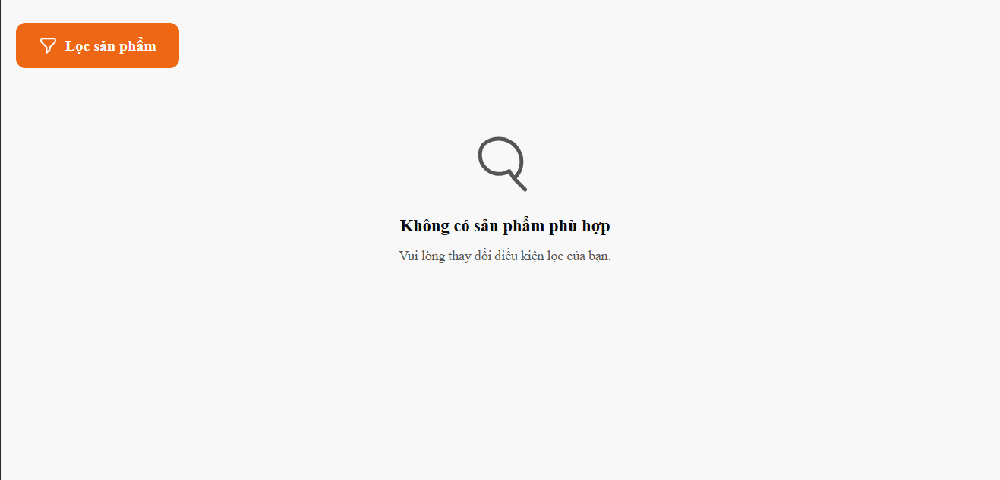 Lọc sản phẩm
Không có sản phẩm phù hợp
Vui lòng thay đổi điều kiện lọc của bạn.